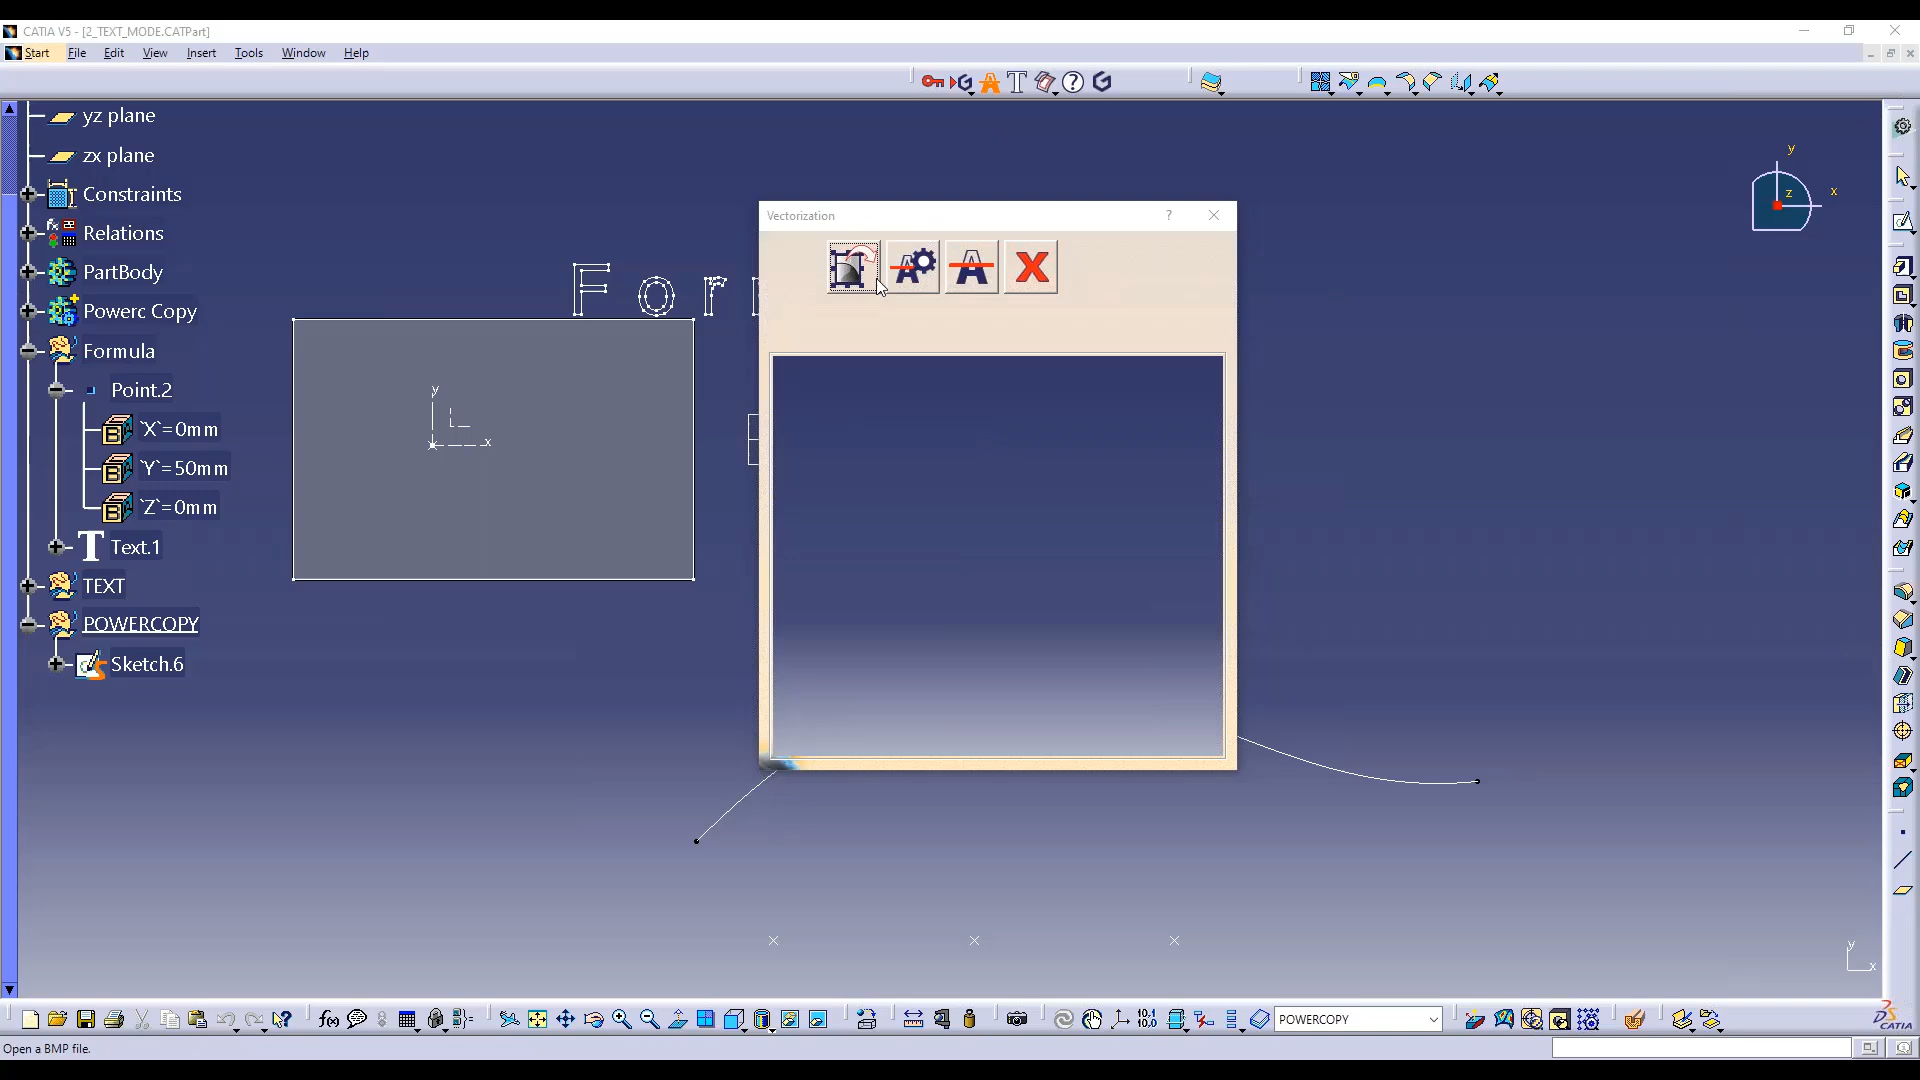 CATIA V5 - [2_TEXT_MODE.CATPart]
Start File Edit View Insert Tools Window Help
yz plane
zx plane
Constraints
Relations
PartBody
Powerc Copy
Formula
Point.2
`X`=0mm
`Y`=50mm
`Z`=0mm
Text.1
TEXT
POWERCOPY
Sketch.6
For
y
x
Vectorization
?
y
x
z
y
x
POWERCOPY
CATIA
Open a BMP file.